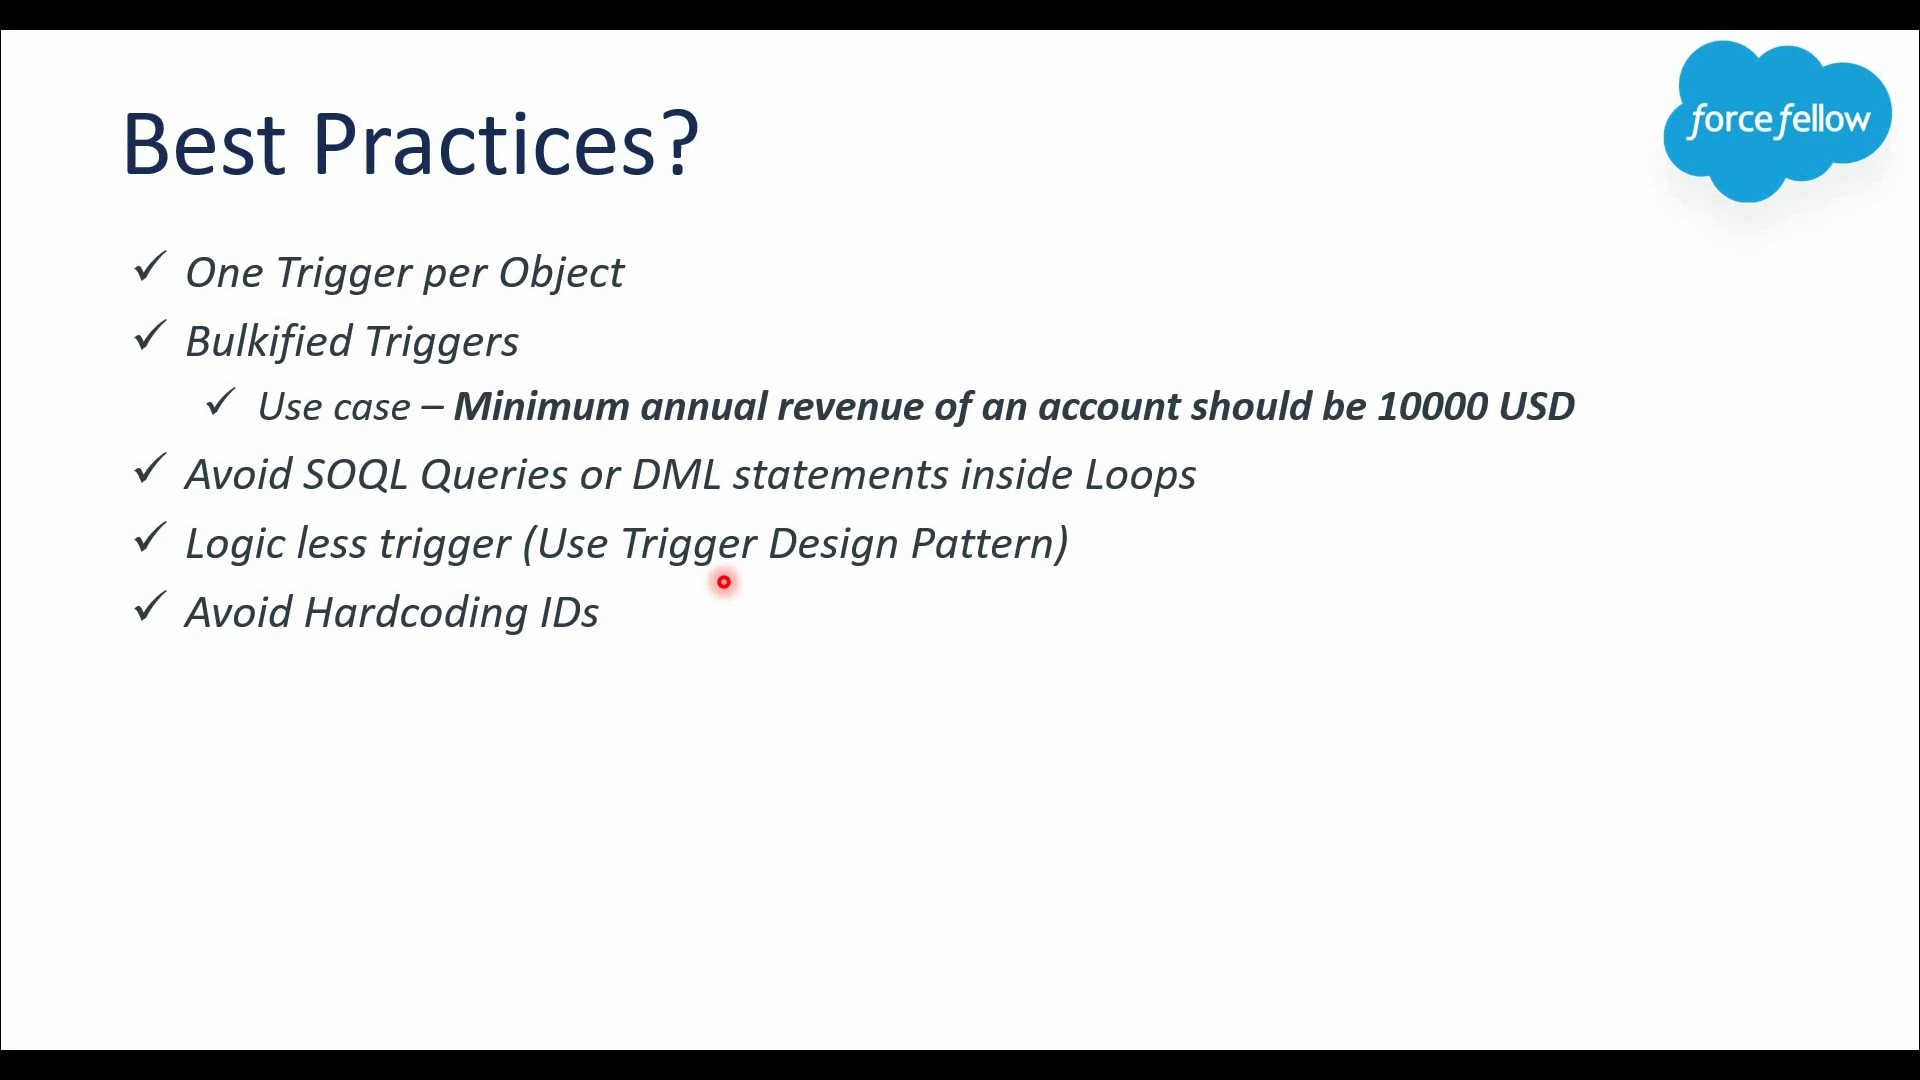 force fellow
Best Practices?
One Trigger per Object
Bulkified Triggers
Use case – Minimum annual revenue of an account should be 10000 USD
Avoid SOQL Queries or DML statements inside Loops
Logic less trigger (Use Trigger Design Pattern)
Avoid Hardcoding IDs